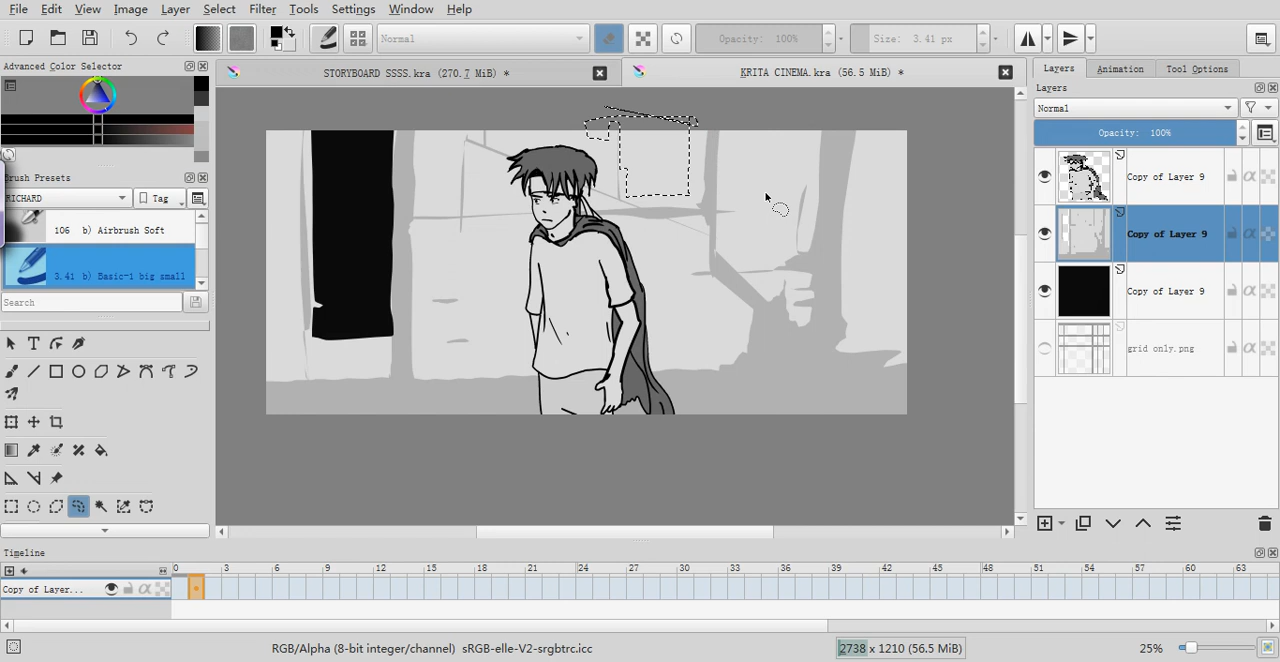 File Edit View Image Layer Select Filter Tools Settings Window Help
Normal
Opacity: 100%
Size: 3.41 px
Advanced Color Selector
STORYBOARD SSSS.kra (270.7 MiB) *
KRITA CINEMA.kra (56.5 MiB) *
Layers Animation Tool Options
Layers
Normal
Opacity: 100%
Copy of Layer 9
Copy of Layer 9
Copy of Layer 9
grid only.png
rush Presets
RICHARD
Tag
106 b) Airbrush Soft
3.41 b) Basic-1 big small
Search
T
Timeline
0 3 6 9 12 15 18 21 24 27 30 33 36 39 42 45 48 51 54 57 60 63
Copy of Layer...
RGB/Alpha (8-bit integer/channel) sRGB-elle-V2-srgbtrc.icc
2738 x 1210 (56.5 MiB)
25%